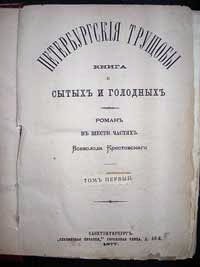 ПЕТЕРБУРГСКІЯ ТРУЩОБЫ
КНИГА
О
СЫТЫХЪ И ГОЛОДНЫХЪ
РОМАНЪ
ВЪ ШЕСТИ ЧАСТЯХЪ
Всеволода Крестовскаго
ТОМЪ ПЕРВЫЙ
САНКТПЕТЕРБУРГЪ
1877.